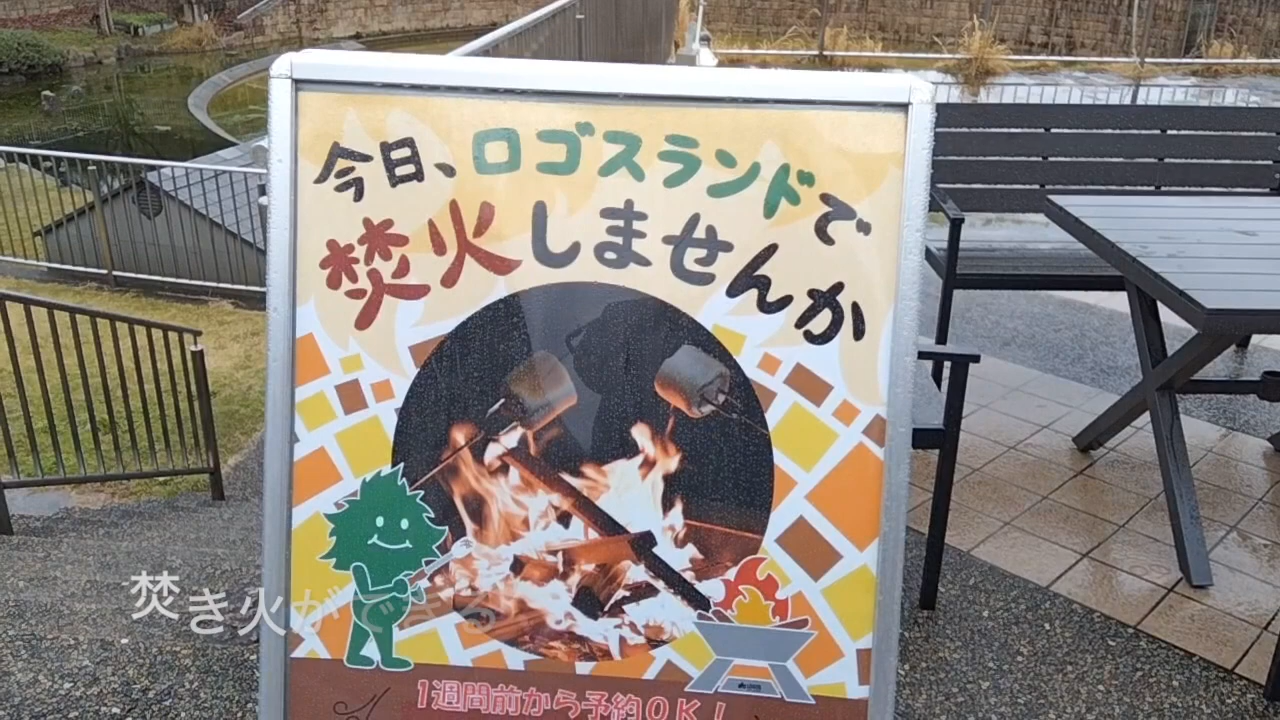 今日、ロゴスランドで
焚火しませんか
焚き火ができる
1週間前から予約OK!